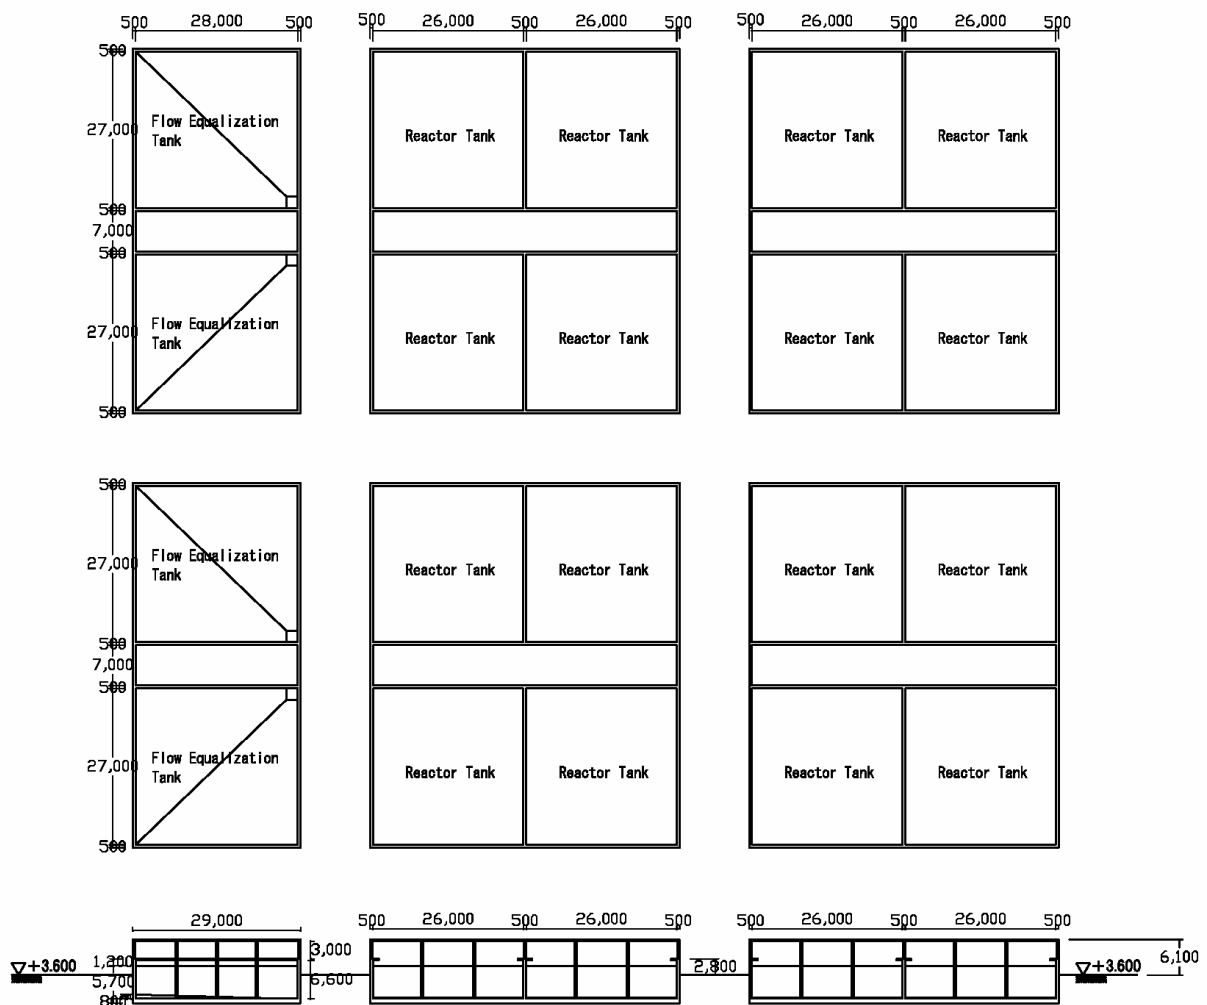 500 28,000 500 500 26,000 500 26,000 500 500 26,000 500 26,000 500
500
27,000
Flow Equalization
Tank
Reactor Tank Reactor Tank Reactor Tank Reactor Tank
500
7,000
500
27,000
Flow Equalization
Tank
Reactor Tank Reactor Tank Reactor Tank Reactor Tank
500
500
27,000
Flow Equalization
Tank
Reactor Tank Reactor Tank Reactor Tank Reactor Tank
500
7,000
500
27,000
Flow Equalization
Tank
Reactor Tank Reactor Tank Reactor Tank Reactor Tank
500
29,000 500 26,000 500 26,000 500 500 26,000 500 26,000 500
3,000
6,100
+3.600 1,200 2,800 +3.600
5,700 6,600